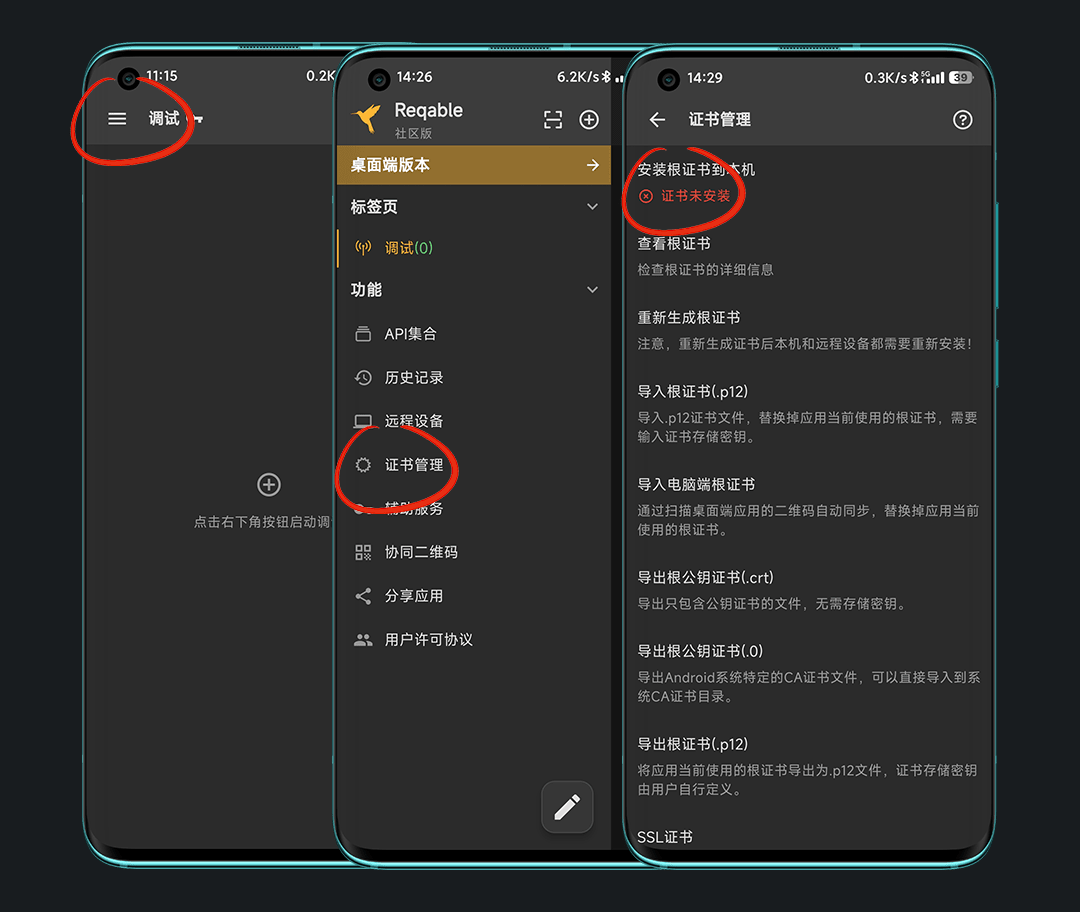 11:15
0.2K
调试
点击右下角按钮启动调
14:26
6.2K/s
Reqable
社区版
桌面端版本
标签页
调试(0)
功能
API集合
历史记录
远程设备
证书管理
辅助服务
协同二维码
分享应用
用户许可协议
14:29
0.3K/s
5G
39
证书管理
安装根证书到本机
证书未安装
查看根证书
检查根证书的详细信息
重新生成根证书
注意，重新生成证书后本机和远程设备都需要重新安装！
导入根证书(.p12)
导入.p12证书文件，替换掉应用当前使用的根证书，需要
输入证书存储密钥。
导入电脑端根证书
通过扫描桌面端应用的二维码自动同步，替换掉应用当前
使用的根证书。
导出根公钥证书(.crt)
导出只包含公钥证书的文件，无需存储密钥。
导出根公钥证书(.0)
导出Android系统特定的CA证书文件，可以直接导入到系
统CA证书目录。
导出根证书(.p12)
将应用当前使用的根证书导出为.p12文件，证书存储密钥
由用户自行定义。
SSL证书